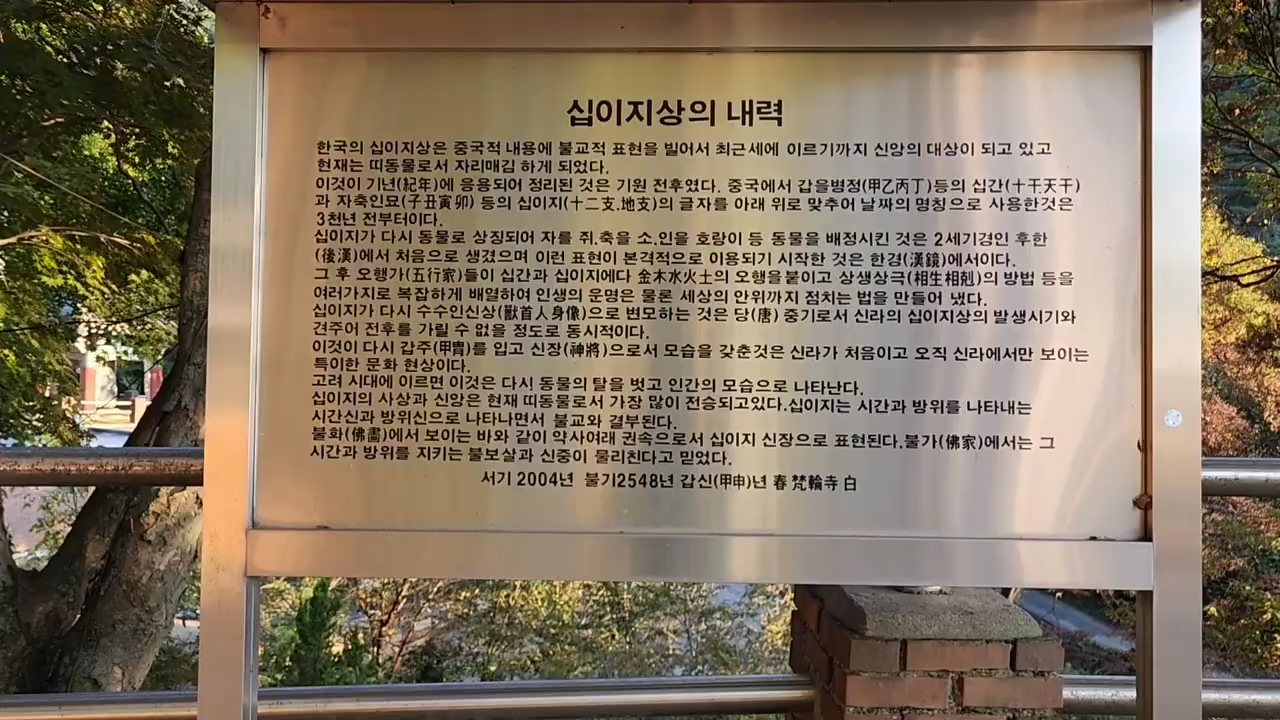 십이지상의 내력
한국의 십이지상은 중국적 내용에 불교적 표현을 빌어서 최근세에 이르기까지 신앙의 대상이 되고 있고
현재는 띠동물로서 자리매김 하게 되었다.
이것이 기년(紀年)에 응용되어 정리된 것은 기원 전후였다. 중국에서 갑을병정(甲乙丙丁)등의 십간(十干天干)
과 자축인묘(子丑寅卯) 등의 십이지(十二支.地支)의 글자를 아래 위로 맞추어 날짜의 명칭으로 사용한것은
3천년 전부터이다.
십이지가 다시 동물로 상징되어 자를 쥐.축을 소.인을 호랑이 등 동물을 배정시킨 것은 2세기경인 후한
(後漢)에서 처음으로 생겼으며 이런 표현이 본격적으로 이용되기 시작한 것은 한경(漢鏡)에서이다.
그 후 오행가(五行家)들이 십간과 십이지에다 金木水火土의 오행을붙이고 상생상극(相生相剋)의 방법 등을
여러가지로 복잡하게 배열하여 인생의 운명은 물론 세상의 안위까지 점치는 법을 만들어 냈다.
십이지가 다시 수수인신상(獸首人身像)으로 변모하는 것은 당(唐) 중기로서 신라의 십이지상의 발생시기와
견주어 전후를 가릴 수 없을 정도로 동시적이다.
이것이 다시 갑주(甲冑)를 입고 신장(神將)으로서 모습을 갖춘것은 신라가 처음이고 오직 신라에서만 보이는
특이한 문화 현상이다.
고려 시대에 이르면 이것은 다시 동물의 탈을 벗고 인간의 모습으로 나타난다.
십이지의 사상과 신앙은 현재 띠동물로서 가장 많이 전승되고있다.십이지는 시간과 방위를 나타내는
시간신과 방위신으로 나타나면서 불교와 결부된다.
불화(佛畵)에서 보이는 바와 같이 약사여래 권속으로서 십이지 신장으로 표현된다.불가(佛家)에서는 그
시간과 방위를 지키는 불보살과 신중이 물리친다고 믿었다.
서기 2004년 불기2548년 갑신(甲申)년 春 梵輪寺 白